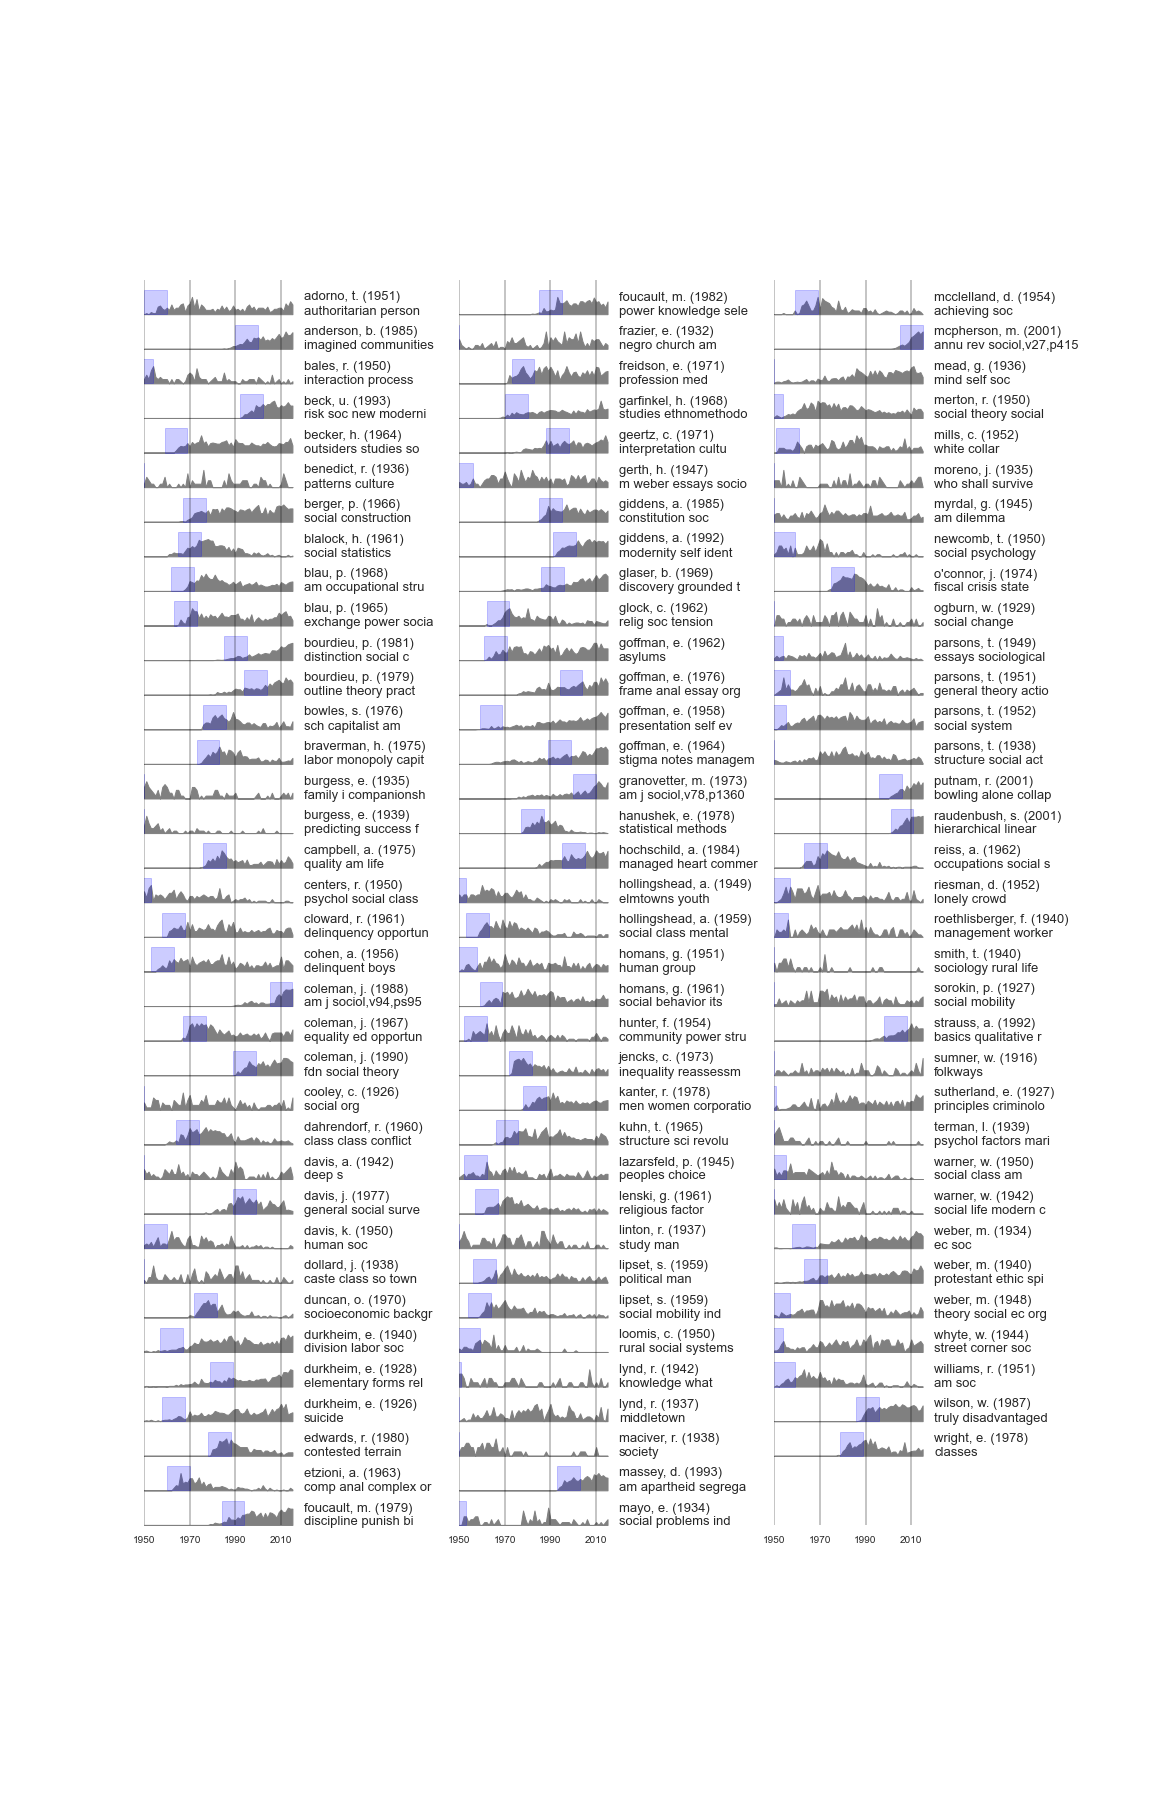 adorno, t. (1951)
authoritarian person
anderson, b. (1985)
imagined communities
bales, r. (1950)
interaction process
beck, u. (1993)
risk soc new moderni
becker, h. (1964)
outsiders studies so
benedict, r. (1936)
patterns culture
berger, p. (1966)
social construction
blalock, h. (1961)
social statistics
blau, p. (1968)
am occupational stru
blau, p. (1965)
exchange power socia
bourdieu, p. (1981)
distinction social c
bourdieu, p. (1979)
outline theory pract
bowles, s. (1976)
sch capitalist am
braverman, h. (1975)
labor monopoly capit
burgess, e. (1935)
family i companionsh
burgess, e. (1939)
predicting success f
campbell, a. (1975)
quality am life
centers, r. (1950)
psychol social class
cloward, r. (1961)
delinquency opportun
cohen, a. (1956)
delinquent boys
coleman, j. (1988)
am j sociol,v94,ps95
coleman, j. (1967)
equality ed opportun
coleman, j. (1990)
fdn social theory
cooley, c. (1926)
social org
dahrendorf, r. (1960)
class class conflict
davis, a. (1942)
deep s
davis, j. (1977)
general social surve
davis, k. (1950)
human soc
dollard, j. (1938)
caste class so town
duncan, o. (1970)
socioeconomic backgr
durkheim, e. (1940)
division labor soc
durkheim, e. (1928)
elementary forms rel
durkheim, e. (1926)
suicide
edwards, r. (1980)
contested terrain
etzioni, a. (1963)
comp anal complex or
foucault, m. (1979)
discipline punish bi
1950 1970 1990 2010
foucault, m. (1982)
power knowledge sele
frazier, e. (1932)
negro church am
freidson, e. (1971)
profession med
garfinkel, h. (1968)
studies ethnomethodo
geertz, c. (1971)
interpretation cultu
gerth, h. (1947)
m weber essays socio
giddens, a. (1985)
constitution soc
giddens, a. (1992)
modernity self ident
glaser, b. (1969)
discovery grounded t
glock, c. (1962)
relig soc tension
goffman, e. (1962)
asylums
goffman, e. (1976)
frame anal essay org
goffman, e. (1958)
presentation self ev
goffman, e. (1964)
stigma notes managem
granovetter, m. (1973)
am j sociol,v78,p1360
hanushek, e. (1978)
statistical methods
hochschild, a. (1984)
managed heart commer
hollingshead, a. (1949)
elmtowns youth
hollingshead, a. (1959)
social class mental
homans, g. (1951)
human group
homans, g. (1961)
social behavior its
hunter, f. (1954)
community power stru
jencks, c. (1973)
inequality reassessm
kanter, r. (1978)
men women corporatio
kuhn, t. (1965)
structure sci revolu
lazarsfeld, p. (1945)
peoples choice
lenski, g. (1961)
religious factor
linton, r. (1937)
study man
lipset, s. (1959)
political man
lipset, s. (1959)
social mobility ind
loomis, c. (1950)
rural social systems
lynd, r. (1942)
knowledge what
lynd, r. (1937)
middletown
maciver, r. (1938)
society
massey, d. (1993)
am apartheid segrega
mayo, e. (1934)
social problems ind
1950 1970 1990 2010
mcclelland, d. (1954)
achieving soc
mcpherson, m. (2001)
annu rev sociol,v27,p415
mead, g. (1936)
mind self soc
merton, r. (1950)
social theory social
mills, c. (1952)
white collar
moreno, j. (1935)
who shall survive
myrdal, g. (1945)
am dilemma
newcomb, t. (1950)
social psychology
o'connor, j. (1974)
fiscal crisis state
ogburn, w. (1929)
social change
parsons, t. (1949)
essays sociological
parsons, t. (1951)
general theory actio
parsons, t. (1952)
social system
parsons, t. (1938)
structure social act
putnam, r. (2001)
bowling alone collap
raudenbush, s. (2001)
hierarchical linear
reiss, a. (1962)
occupations social s
riesman, d. (1952)
lonely crowd
roethlisberger, f. (1940)
management worker
smith, t. (1940)
sociology rural life
sorokin, p. (1927)
social mobility
strauss, a. (1992)
basics qualitative r
sumner, w. (1916)
folkways
sutherland, e. (1927)
principles criminolo
terman, l. (1939)
psychol factors mari
warner, w. (1950)
social class am
warner, w. (1942)
social life modern c
weber, m. (1934)
ec soc
weber, m. (1940)
protestant ethic spi
weber, m. (1948)
theory social ec org
whyte, w. (1944)
street corner soc
williams, r. (1951)
am soc
wilson, w. (1987)
truly disadvantaged
wright, e. (1978)
classes
1950 1970 1990 2010